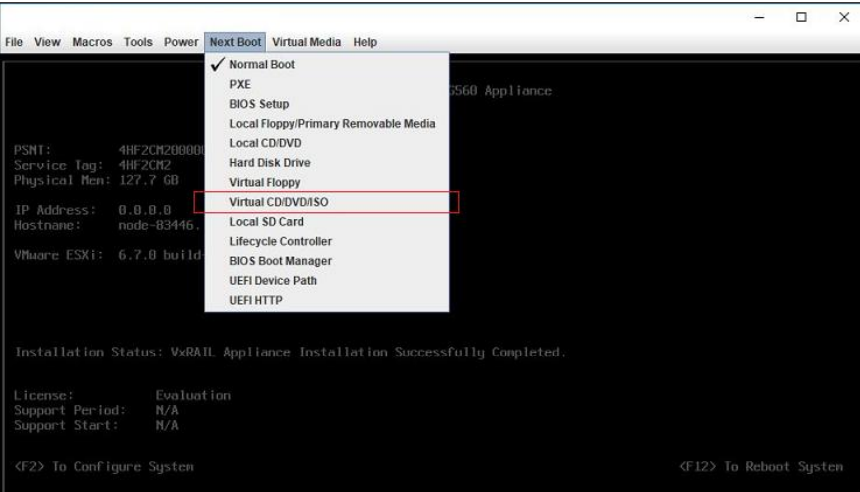 File View Macros Tools Power Next Boot Virtual Media Help
Normal Boot
PXE
BIOS Setup
Local Floppy/Primary Removable Media
Local CD/DVD
Hard Disk Drive
Virtual Floppy
Virtual CD/DVD/ISO
Local SD Card
Lifecycle Controller
BIOS Boot Manager
UEFI Device Path
UEFI HTTP
G560 Appliance
PSNT:
Service Tag: 4HF2CM2
Physical Mem: 127.7 GB
IP Address: 0.0.0.0
Hostname: node-83446.
VMware ESXi: 6.7.0 build-
Installation Status: VxRAIL Appliance Installation Successfully Completed.
License: Evaluation
Support Period: N/A
Support Start: N/A
<F2> To Configure System
<F12> To Reboot System